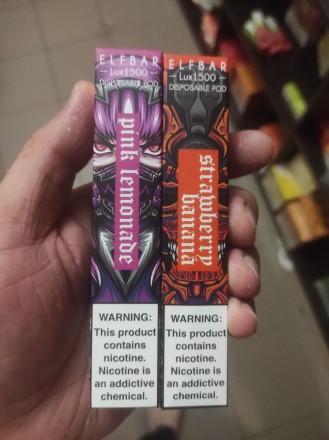 ELFBAR
Lux1500
DISPOSABLE POD
pink lemonade
WARNING:
This product
contains
nicotine.
Nicotine is
an addictive
chemical.
ELFBAR
Lux1500
DISPOSABLE POD
strawberry
banana
WARNING:
This product
contains
nicotine.
Nicotine is
an addictive
chemical.